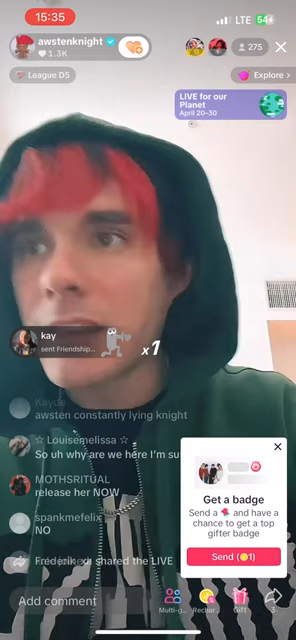 15:35
LTE 54
awstenknight
1.3K
275
League D5
Explore >
LIVE for our
Planet
April 20–30
kay
sent Friendship...
x1
Kayde
awsten constantly lying knight
☆ Louisemelissa ☆
So uh why are we here I'm su
MOTHSRITUAL
release her NOW
spankmefelix
NO
shared the LIVE
Get a badge
Send a 🌹 and have a
chance to get a top
gifter badge
Send (1)
Add comment
Multi-g...
Rechar...
Gift
3